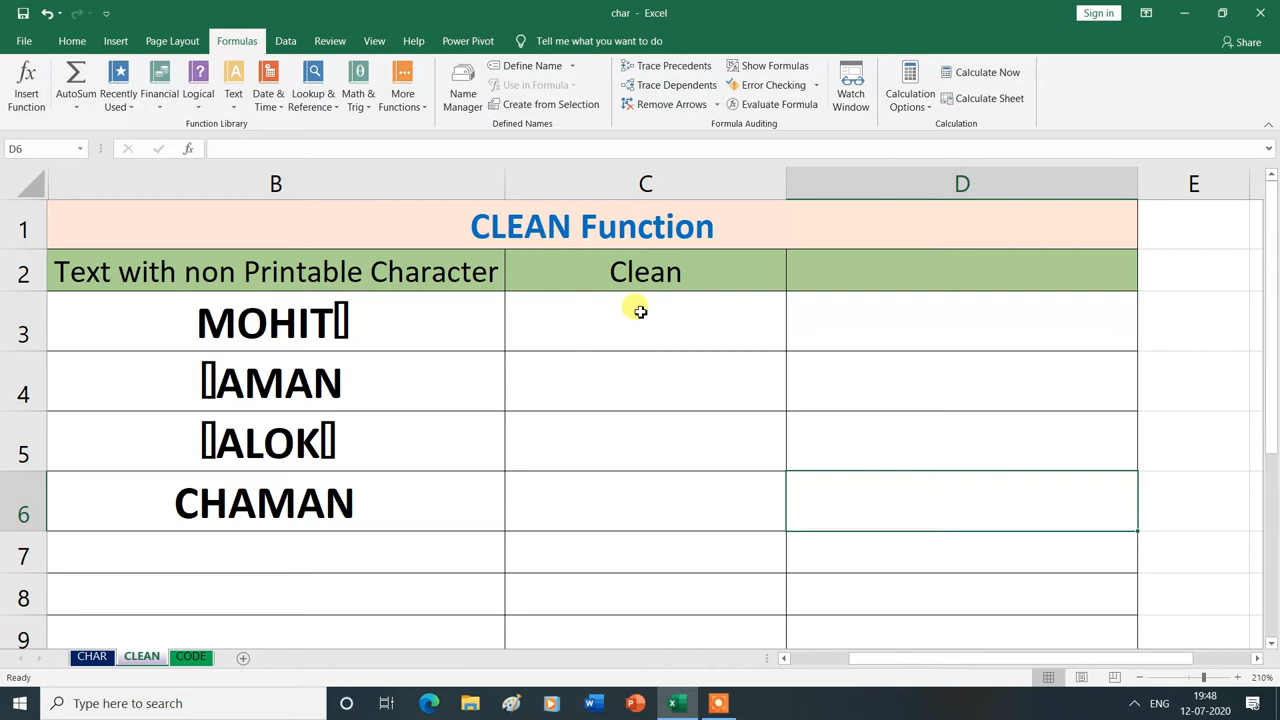 char - Excel
Sign in
File Home Insert Page Layout Formulas Data Review View Help Power Pivot Tell me what you want to do Share
Insert Function
AutoSum
Recently Used
Financial
Logical
Text
Date & Time
Lookup & Reference
Math & Trig
More Functions
Function Library
Name Manager
Define Name
Use in Formula
Create from Selection
Defined Names
Trace Precedents
Trace Dependents
Remove Arrows
Show Formulas
Error Checking
Evaluate Formula
Formula Auditing
Watch Window
Calculation Options
Calculate Now
Calculate Sheet
Calculation
D6 fx
B C D E
1 CLEAN Function
2 Text with non Printable Character Clean
3 MOHIT▯
4 ▯AMAN
5 ▯ALOK▯
6 CHAMAN
7
8
9
CHAR CLEAN CODE
Ready 210%
Type here to search
ENG
19:48
12-07-2020